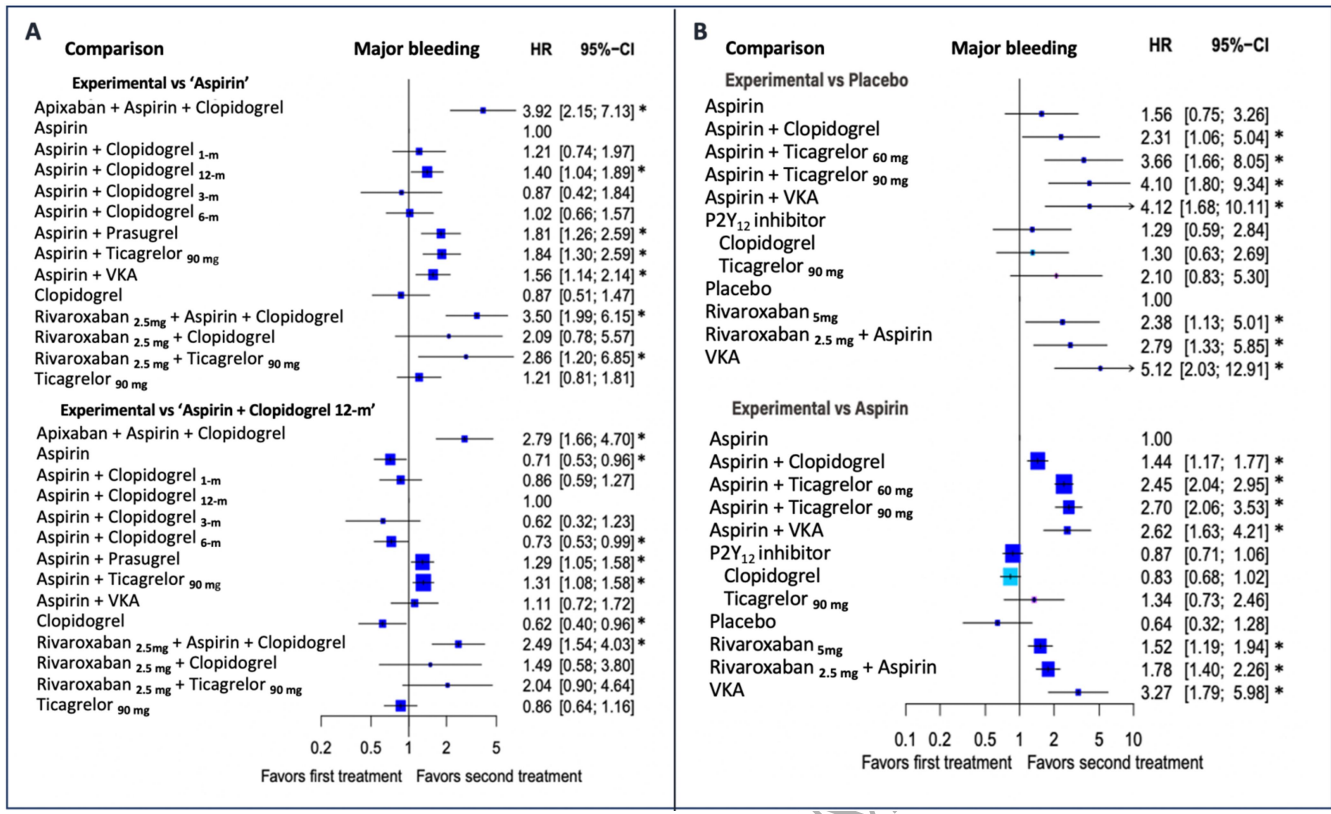 A
Comparison Major bleeding HR 95%−CI
Experimental vs ‘Aspirin’
Apixaban + Aspirin + Clopidogrel 3.92 [2.15; 7.13] *
Aspirin 1.00
Aspirin + Clopidogrel 1-m 1.21 [0.74; 1.97]
Aspirin + Clopidogrel 12-m 1.40 [1.04; 1.89] *
Aspirin + Clopidogrel 3-m 0.87 [0.42; 1.84]
Aspirin + Clopidogrel 6-m 1.02 [0.66; 1.57]
Aspirin + Prasugrel 1.81 [1.26; 2.59] *
Aspirin + Ticagrelor 90 mg 1.84 [1.30; 2.59] *
Aspirin + VKA 1.56 [1.14; 2.14] *
Clopidogrel 0.87 [0.51; 1.47]
Rivaroxaban 2.5mg + Aspirin + Clopidogrel 3.50 [1.99; 6.15] *
Rivaroxaban 2.5 mg + Clopidogrel 2.09 [0.78; 5.57]
Rivaroxaban 2.5 mg + Ticagrelor 90 mg 2.86 [1.20; 6.85] *
Ticagrelor 90 mg 1.21 [0.81; 1.81]
Experimental vs ‘Aspirin + Clopidogrel 12-m’
Apixaban + Aspirin + Clopidogrel 2.79 [1.66; 4.70] *
Aspirin 0.71 [0.53; 0.96] *
Aspirin + Clopidogrel 1-m 0.86 [0.59; 1.27]
Aspirin + Clopidogrel 12-m 1.00
Aspirin + Clopidogrel 3-m 0.62 [0.32; 1.23]
Aspirin + Clopidogrel 6-m 0.73 [0.53; 0.99] *
Aspirin + Prasugrel 1.29 [1.05; 1.58] *
Aspirin + Ticagrelor 90 mg 1.31 [1.08; 1.58] *
Aspirin + VKA 1.11 [0.72; 1.72]
Clopidogrel 0.62 [0.40; 0.96] *
Rivaroxaban 2.5mg + Aspirin + Clopidogrel 2.49 [1.54; 4.03] *
Rivaroxaban 2.5 mg + Clopidogrel 1.49 [0.58; 3.80]
Rivaroxaban 2.5 mg + Ticagrelor 90 mg 2.04 [0.90; 4.64]
Ticagrelor 90 mg 0.86 [0.64; 1.16]
0.2 0.5 1 2 5
Favors first treatment Favors second treatment
B
Comparison Major bleeding HR 95%−CI
Experimental vs Placebo
Aspirin 1.56 [0.75; 3.26]
Aspirin + Clopidogrel 2.31 [1.06; 5.04] *
Aspirin + Ticagrelor 60 mg 3.66 [1.66; 8.05] *
Aspirin + Ticagrelor 90 mg 4.10 [1.80; 9.34] *
Aspirin + VKA 4.12 [1.68; 10.11] *
P2Y12 inhibitor 1.29 [0.59; 2.84]
Clopidogrel 1.30 [0.63; 2.69]
Ticagrelor 90 mg 2.10 [0.83; 5.30]
Placebo 1.00
Rivaroxaban 5mg 2.38 [1.13; 5.01] *
Rivaroxaban 2.5 mg + Aspirin 2.79 [1.33; 5.85] *
VKA 5.12 [2.03; 12.91] *
Experimental vs Aspirin
Aspirin 1.00
Aspirin + Clopidogrel 1.44 [1.17; 1.77] *
Aspirin + Ticagrelor 60 mg 2.45 [2.04; 2.95] *
Aspirin + Ticagrelor 90 mg 2.70 [2.06; 3.53] *
Aspirin + VKA 2.62 [1.63; 4.21] *
P2Y12 inhibitor 0.87 [0.71; 1.06]
Clopidogrel 0.83 [0.68; 1.02]
Ticagrelor 90 mg 1.34 [0.73; 2.46]
Placebo 0.64 [0.32; 1.28]
Rivaroxaban 5mg 1.52 [1.19; 1.94] *
Rivaroxaban 2.5 mg + Aspirin 1.78 [1.40; 2.26] *
VKA 3.27 [1.79; 5.98] *
0.1 0.2 0.5 1 2 5 10
Favors first treatment Favors second treatment